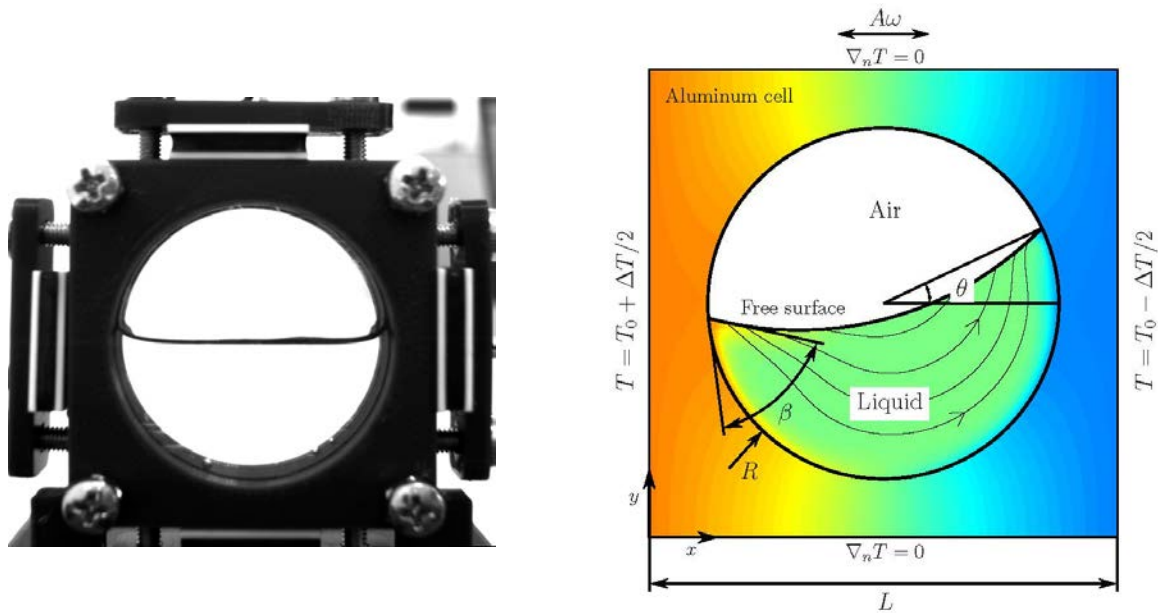 Aω
∇ₙT = 0
Aluminum cell
Air
T = T₀ + ΔT/2
T = T₀ − ΔT/2
θ
Free surface
Liquid
β
R
y
x
∇ₙT = 0
L